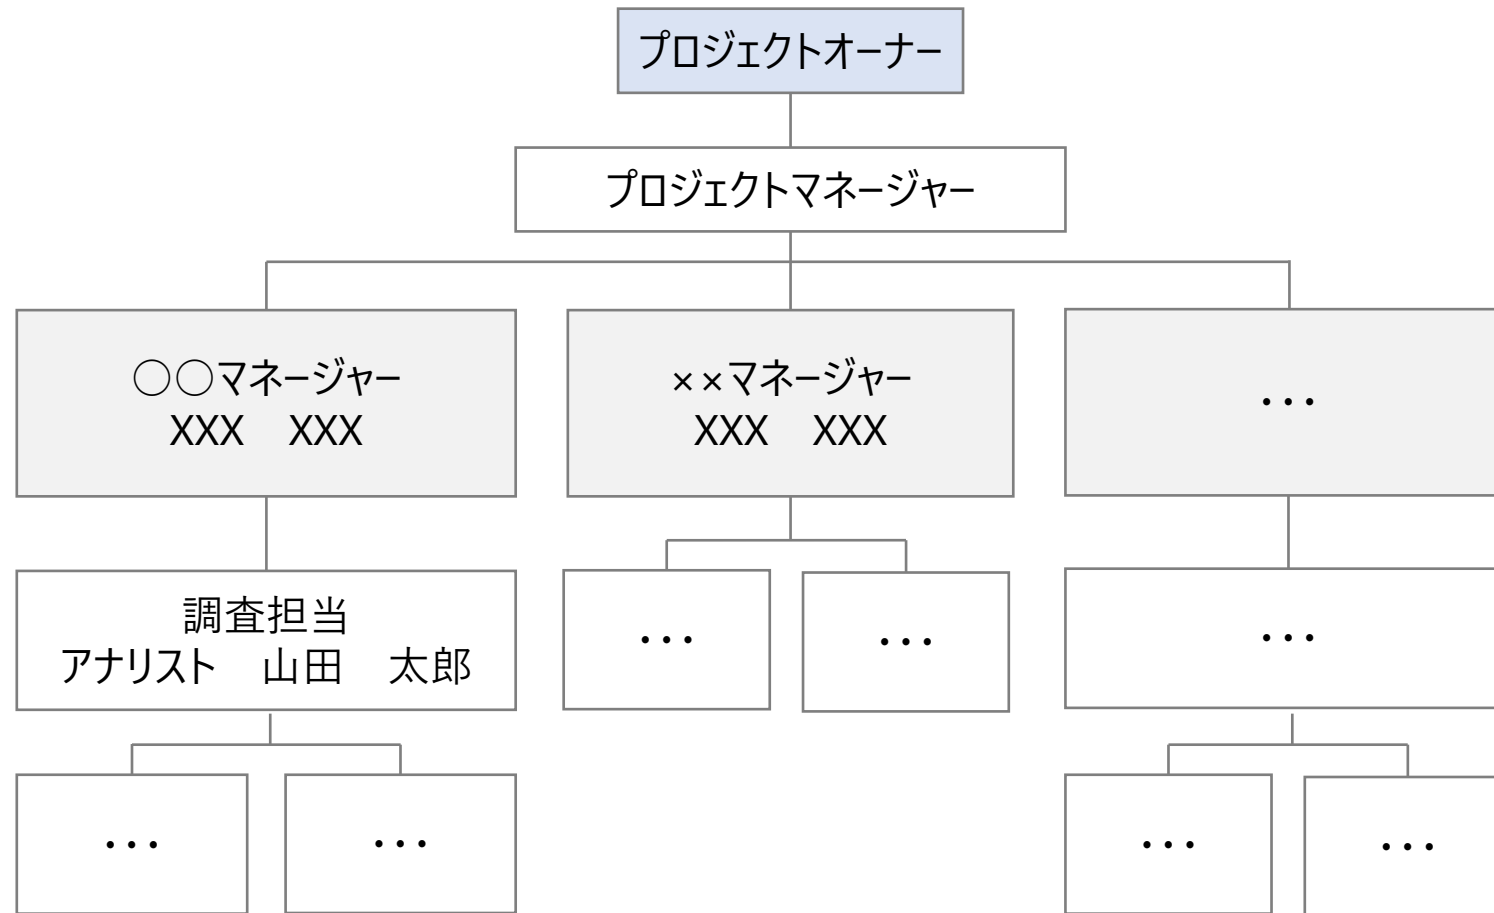 プロジェクトオーナー
プロジェクトマネージャー
○○マネージャー
XXX　XXX
××マネージャー
XXX　XXX
・・・
調査担当
アナリスト　山田　太郎
・・・
・・・
・・・
・・・
・・・
・・・
・・・